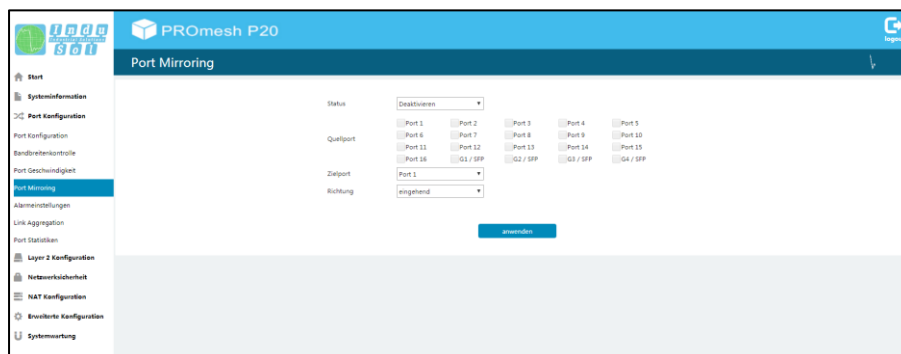 Indu
Sol
PROmesh P20
logou
Port Mirroring
Start
Systeminformation
Port Konfiguration
Port Konfiguration
Bandbreitenkontrolle
Port Geschwindigkeit
Port Mirroring
Alarmeinstellungen
Link Aggregation
Port Statistiken
Layer 2 Konfiguration
Netzwerksicherheit
NAT Konfiguration
Erweiterte Konfiguration
Systemwartung
Status Deaktivieren
Quellport
Port 1 Port 2 Port 3 Port 4 Port 5
Port 6 Port 7 Port 8 Port 9 Port 10
Port 11 Port 12 Port 13 Port 14 Port 15
Port 16 G1 / SFP G2 / SFP G3 / SFP G4 / SFP
Zielport Port 1
Richtung eingehend
anwenden